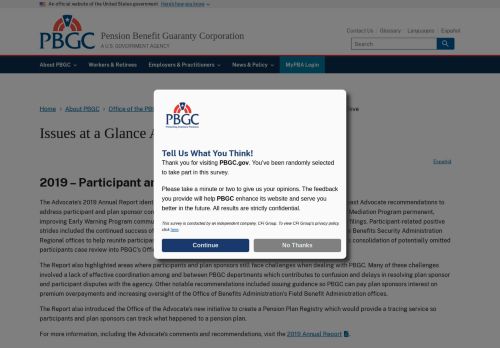 An official website of the United States government Here's how you know
PBGC
Pension Benefit Guaranty Corporation
A U.S. GOVERNMENT AGENCY
Contact Us Glossary Languages Español
Search
About PBGC Workers & Retirees Employers & Practitioners News & Policy MyPBA Login
Home About PBGC Office of the PB
ive
Issues at a Glance A
Español
PBGC
Protecting America's Pensions
Tell Us What You Think!
Thank you for visiting PBGC.gov. You've been randomly selected
to take part in this survey.
Please take a minute or two to give us your opinions. The feedback
you provide will help PBGC enhance its website and serve you
better in the future. All results are strictly confidential.
This survey is conducted by an independent company, CFI Group. To view CFI Group's privacy policy
click here.
Continue No Thanks
2019 – Participant an
The Advocate's 2019 Annual Report iden est Advocate recommendations to
address participant and plan sponsor con Mediation Program permanent,
improving Early Warning Program commu filings. Participant-related positive
strides included the continued success of Benefits Security Administration
Regional offices to help reunite participan consolidation of potential omitted
participants case review into PBGC's Offic
The Report also highlighted areas where participants and plan sponsors still face challenges when dealing with PBGC. Many of these challenges
involved a lack of effective coordination among and between PBGC departments which contributes to confusion and delays in resolving plan sponsor
and participant disputes with the agency. Other notable recommendations included issuing guidance so PBGC can pay plan sponsors interest on
premium overpayments and increasing oversight of the Office of Benefits Administration's Field Benefit Administration offices.
The Report also introduced the Office of the Advocate's new initiative to create a Pension Plan Registry which would provide a tracing service so
participants and plan sponsors can track what happened to a pension plan.
For more information, including the Advocate's comments and recommendations, visit the 2019 Annual Report.